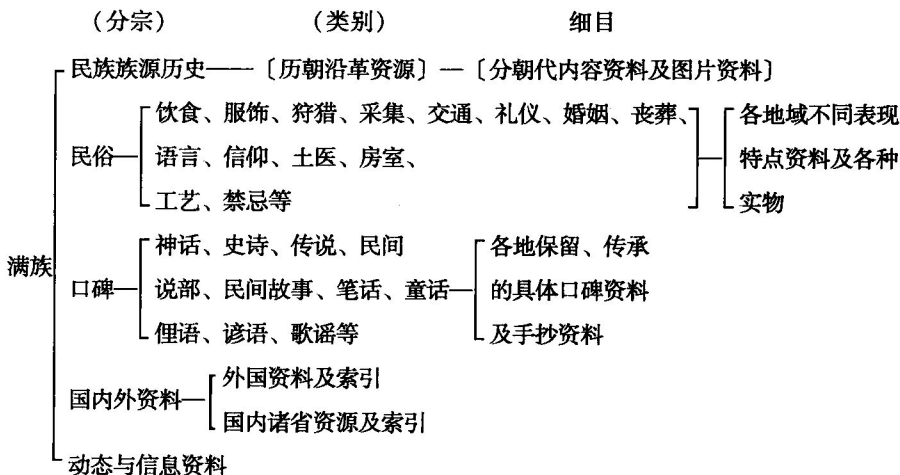 （分宗） （类别） 细目
民族族源历史——〔历朝沿革资源〕—〔分朝代内容资料及图片资料〕
饮食、服饰、狩猎、采集、交通、礼仪、婚姻、丧葬、 各地域不同表现
民俗—语言、信仰、土医、房室、 特点资料及各种
工艺、禁忌等 实物
满族
神话、史诗、传说、民间 各地保留、传承
口碑—说部、民间故事、笔话、童话—的具体口碑资料
俚语、谚语、歌谣等 及手抄资料
外国资料及索引
国内外资料—
国内诸省资源及索引
动态与信息资料